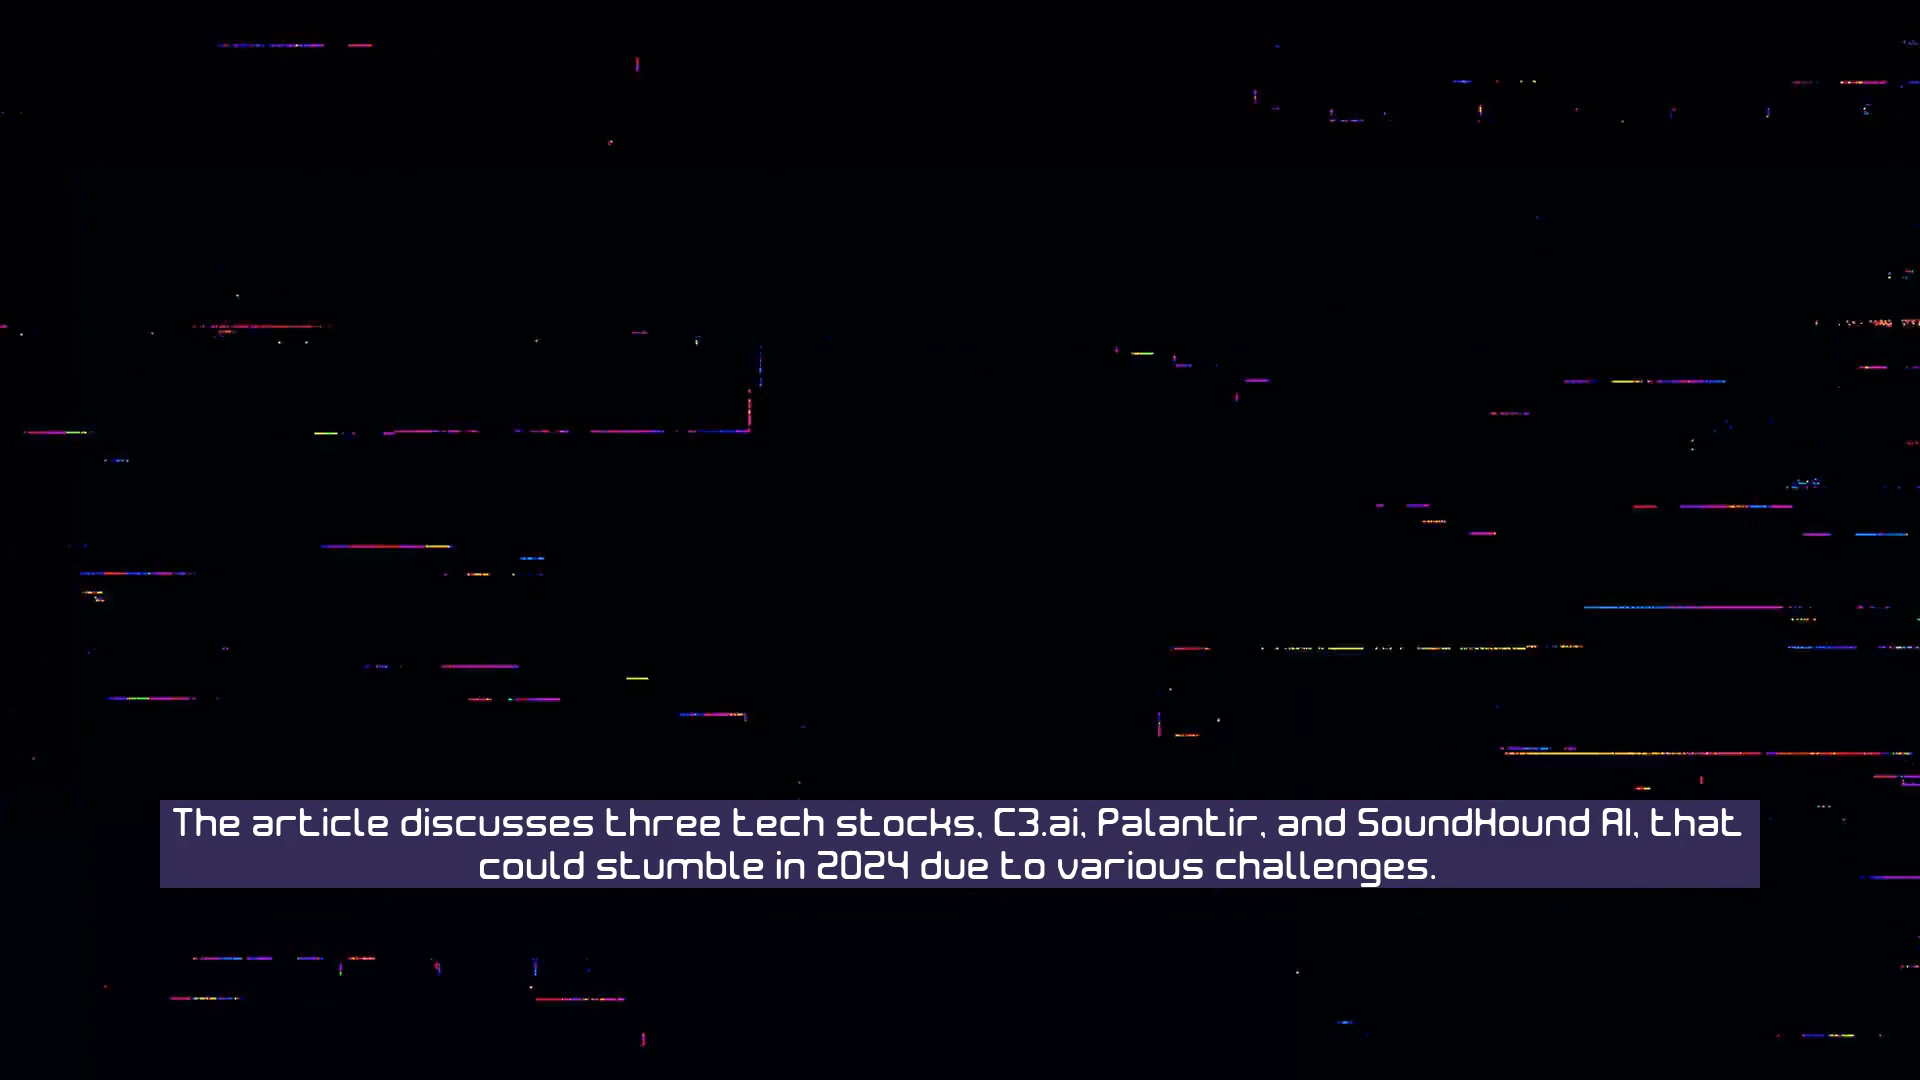 The article discusses three tech stocks, C3.ai, Palantir, and SoundHound AI, that
could stumble in 2024 due to various challenges.